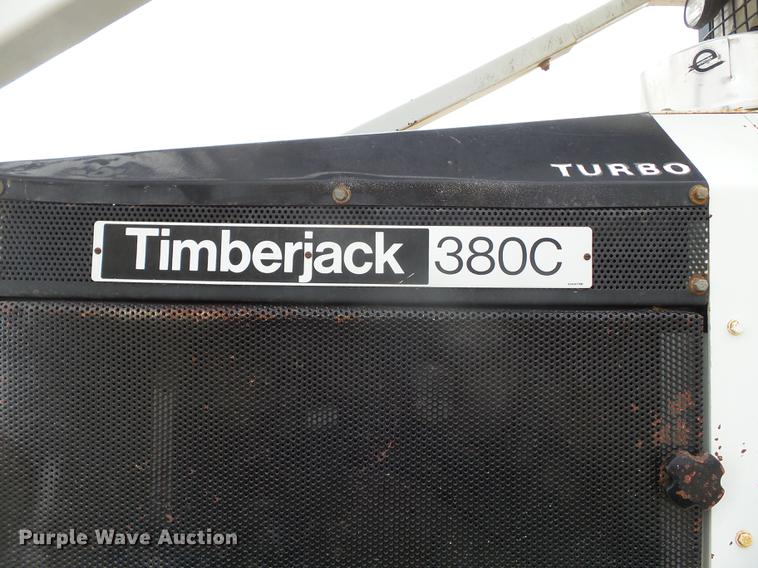 e
TURBO
Timberjack 380C
Purple Wave Auction